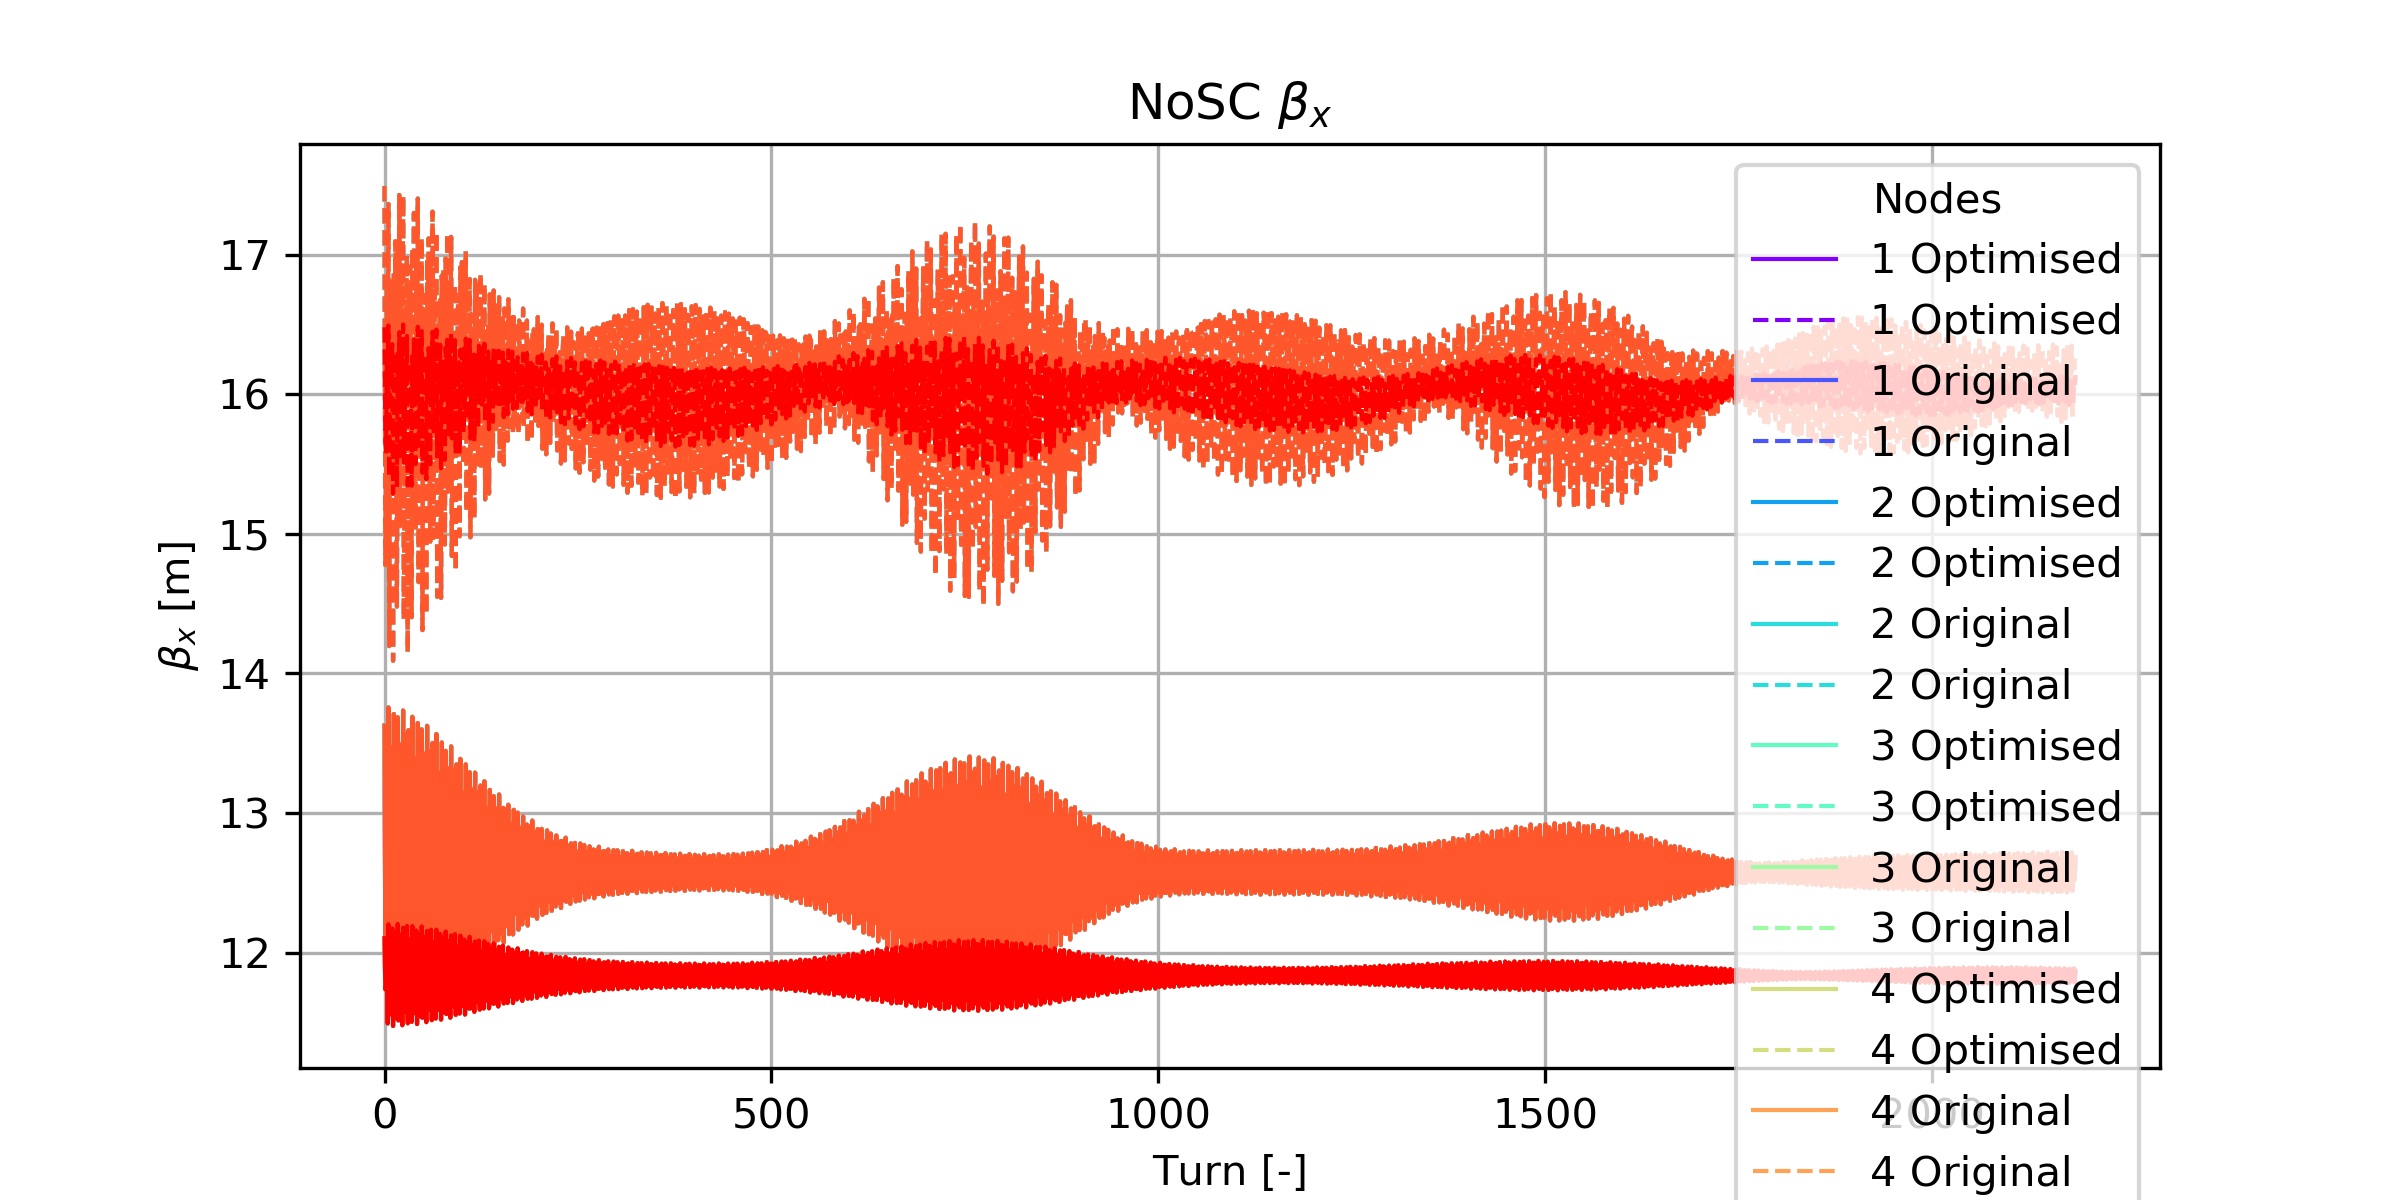 NoSC βx
17
16
15
14
13
12
βx [m]
0
500
1000
1500
2000
Turn [-]
Nodes
1 Optimised
1 Optimised
1 Original
1 Original
2 Optimised
2 Optimised
2 Original
2 Original
3 Optimised
3 Optimised
3 Original
3 Original
4 Optimised
4 Optimised
4 Original
4 Original